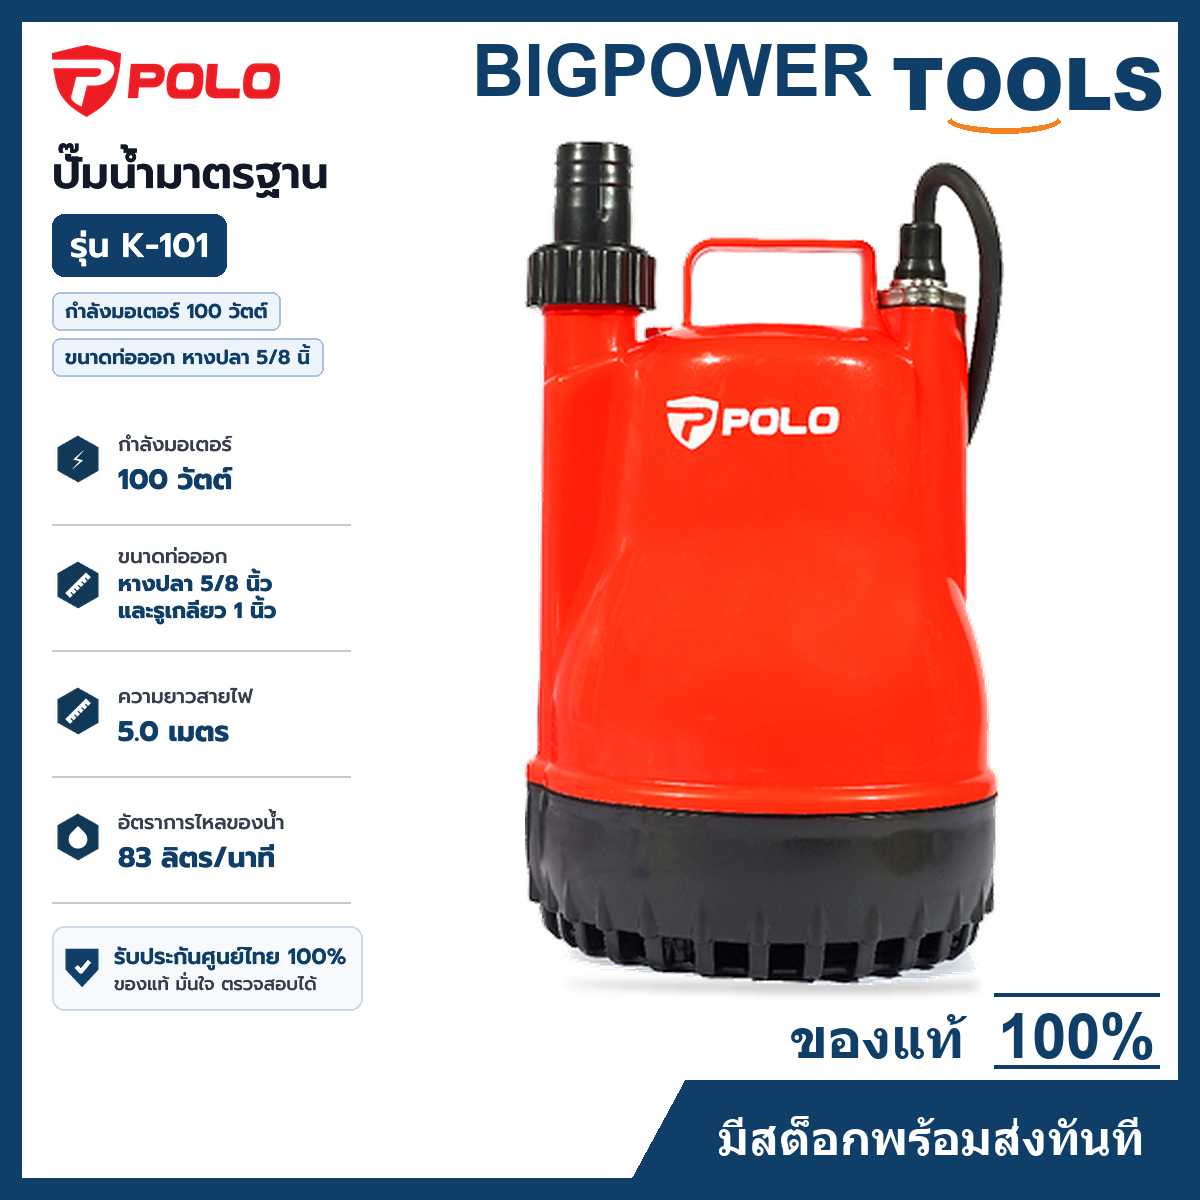 POLO
BIGPOWER TOOLS
ปั๊มน้ำมาตรฐาน
รุ่น K-101
กำลังมอเตอร์ 100 วัตต์
ขนาดท่อออก หางปลา 5/8 นิ้
กำลังมอเตอร์
100 วัตต์
ขนาดท่อออก
หางปลา 5/8 นิ้ว
และรูเกลียว 1 นิ้ว
ความยาวสายไฟ
5.0 เมตร
อัตราการไหลของน้ำ
83 ลิตร/นาที
รับประกันศูนย์ไทย 100%
ของแท้ มั่นใจ ตรวจสอบได้
POLO
ของแท้ 100%
มีสต็อกพร้อมส่งทันที